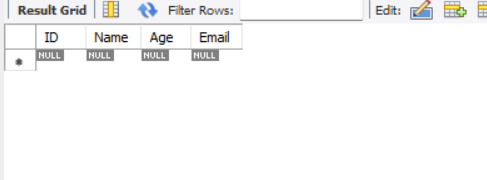 Result Grid Filter Rows: Edit:
ID Name Age Email
NULL NULL NULL NULL